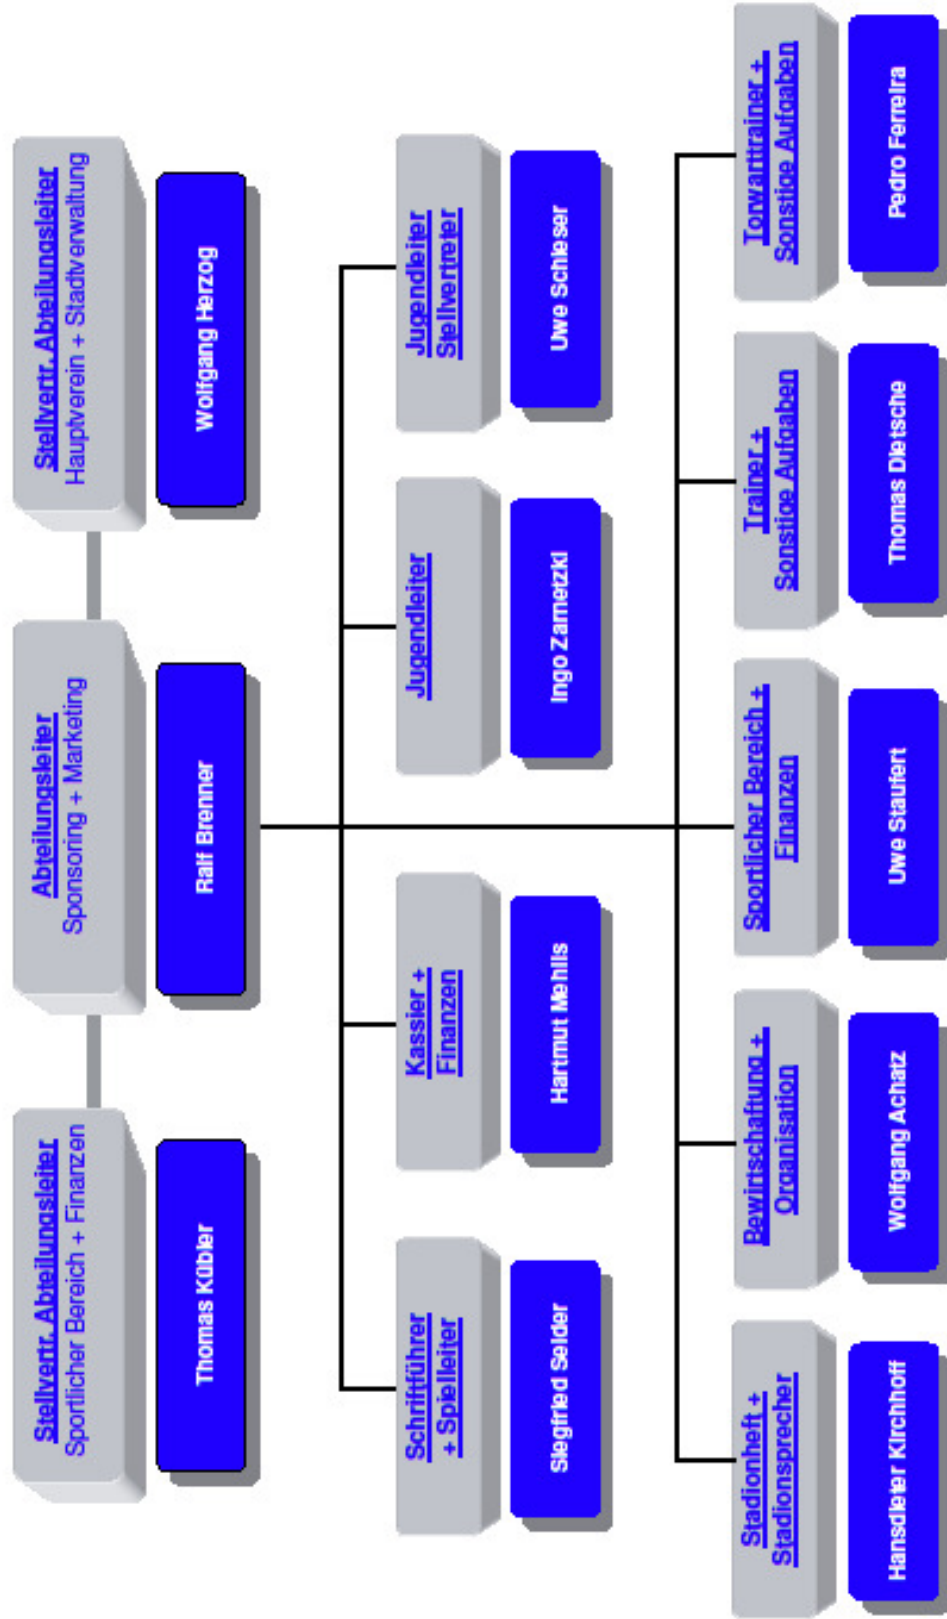 Stellvertr. Abteilungsleiter
Sportlicher Bereich + Finanzen
Thomas Kübler
Abteilungsleiter
Sponsoring + Marketing
Ralf Brenner
Stellvertr. Abteilungsleiter
Hauptverein + Stadtverwaltung
Wolfgang Herzog
Schriftführer
+ Spielleiter
Siegfried Seider
Kassier +
Finanzen
Hartmut Mehlis
Jugendleiter
Ingo Zametzki
Jugendleiter
Stellvertreter
Uwe Schleser
Stadionheft +
Stadionsprecher
Hansdieter Kirchhoff
Bewirtschaftung +
Organisation
Wolfgang Achatz
Sportlicher Bereich +
Finanzen
Uwe Staufert
Trainer +
Sonstige Aufgaben
Thomas Dietsche
Torwarttrainer +
Sonstige Aufgaben
Pedro Ferreira